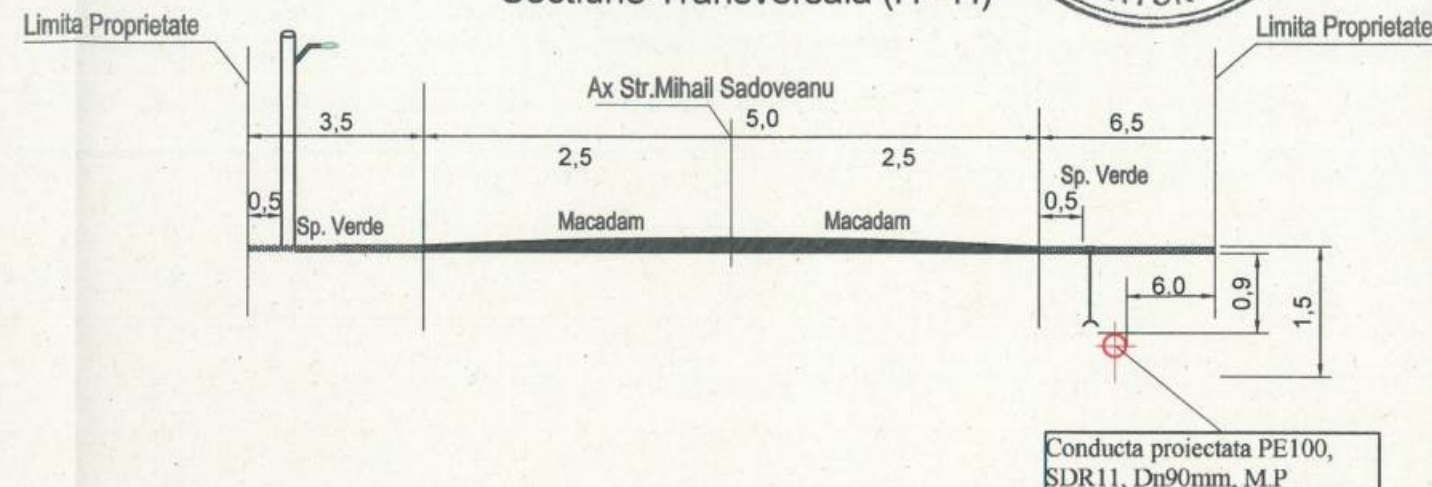 Limita Proprietate
Limita Proprietate
Ax Str.Mihail Sadoveanu
3,5
5,0
6,5
2,5
2,5
Sp. Verde
0,5
0,5
Sp. Verde
Macadam
Macadam
6.0
0,9
1,5
Conducta proiectata PE100,
SDR11, Dn90mm, M.P